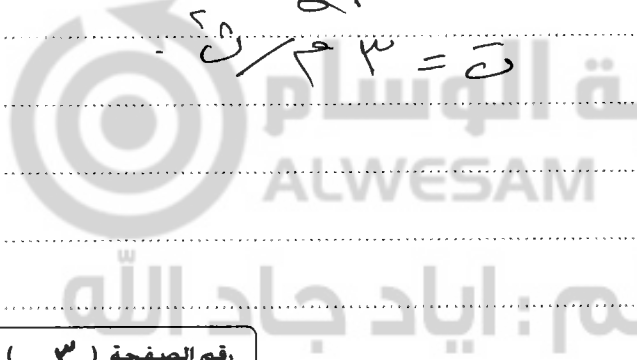 ت = ٣ م/ث٢.
ة الوسام
ALWESAM
م : اياد جاد الله
رقم الصفحة ( ٣ )